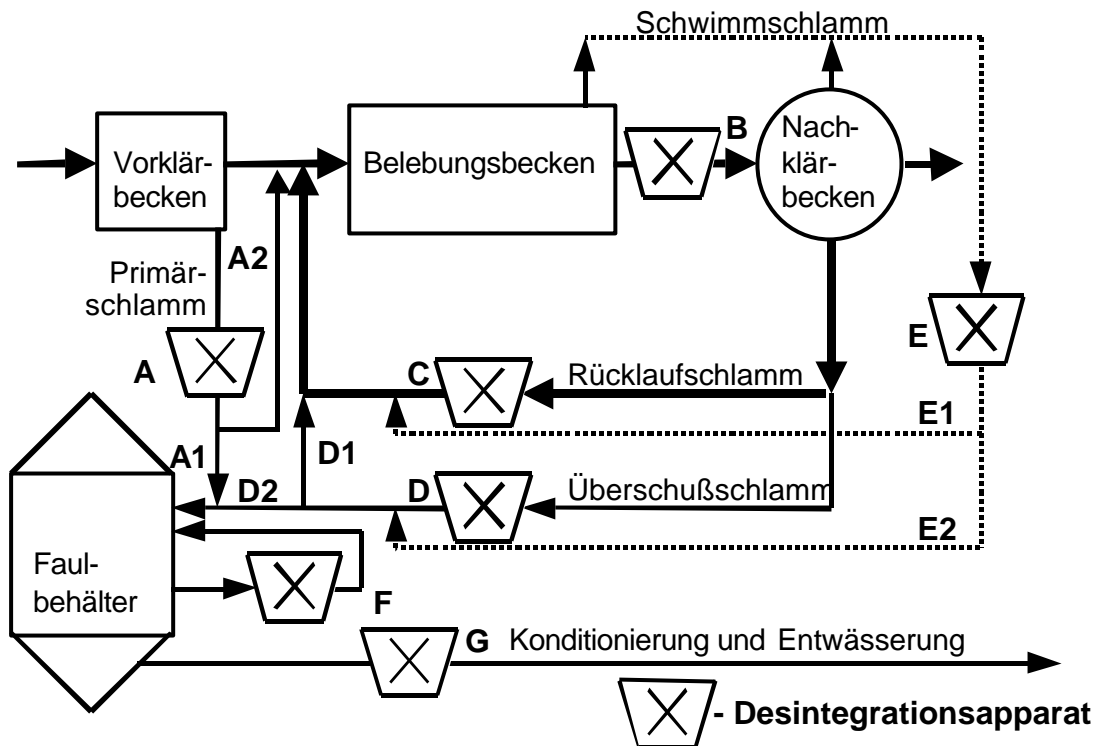 Schwimmschlamm
B
Nach-
klär-
becken
Vorklär-
becken
Belebungsbecken
A2
Primär-
schlamm
E
A
C
Rücklaufschlamm
E1
A1
D1
D2
D
Überschußschlamm
E2
Faul-
behälter
F
G
Konditionierung und Entwässerung
- Desintegrationsapparat